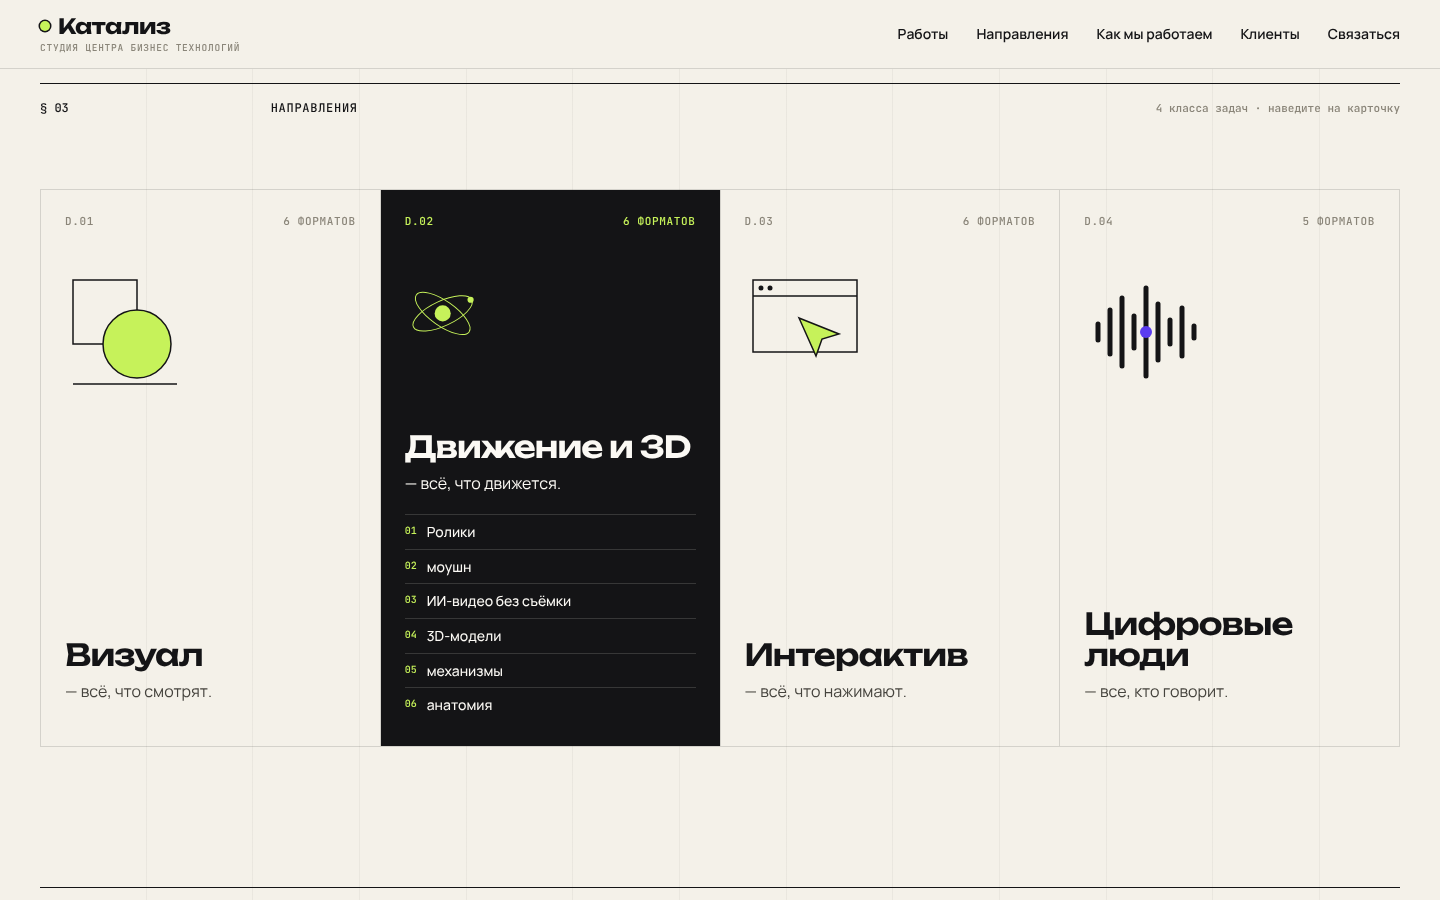 Катализ
СТУДИЯ ЦЕНТРА БИЗНЕС ТЕХНОЛОГИЙ
Работы
Направления
Как мы работаем
Клиенты
Связаться
§ 03
НАПРАВЛЕНИЯ
4 класса задач · наведите на карточку
D.01
6 ФОРМАТОВ
Визуал
— всё, что смотрят.
D.02
6 ФОРМАТОВ
Движение и 3D
— всё, что движется.
01 Ролики
02 моушн
03 ИИ-видео без съёмки
04 3D-модели
05 механизмы
06 анатомия
D.03
6 ФОРМАТОВ
Интерактив
— всё, что нажимают.
D.04
5 ФОРМАТОВ
Цифровые
люди
— все, кто говорит.